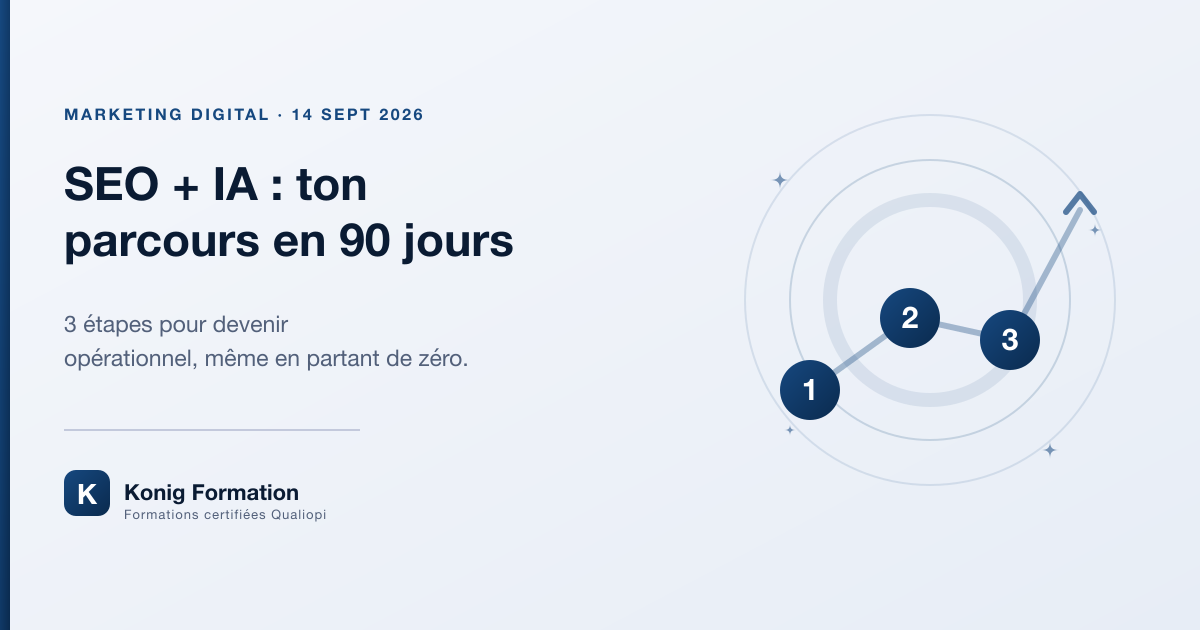 MARKETING DIGITAL · 14 SEPT 2026
SEO + IA : ton
parcours en 90 jours
3 étapes pour devenir
opérationnel, même en partant de zéro.
K
Konig Formation
Formations certifiées Qualiopi
1
2
3